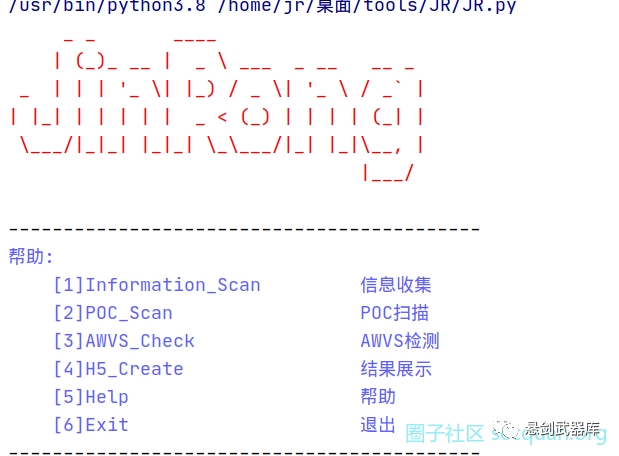 /usr/bin/python3.8 /home/jr/桌面/tools/JR/JR.py
JinRong
-------------------------------------------
帮助:
[1]Information_Scan 信息收集
[2]POC_Scan POC扫描
[3]AWVS_Check AWVS检测
[4]H5_Create 结果展示
[5]Help 帮助
[6]Exit 退出
圈子社区 secquan.org
悬剑武器库
-------------------------------------------